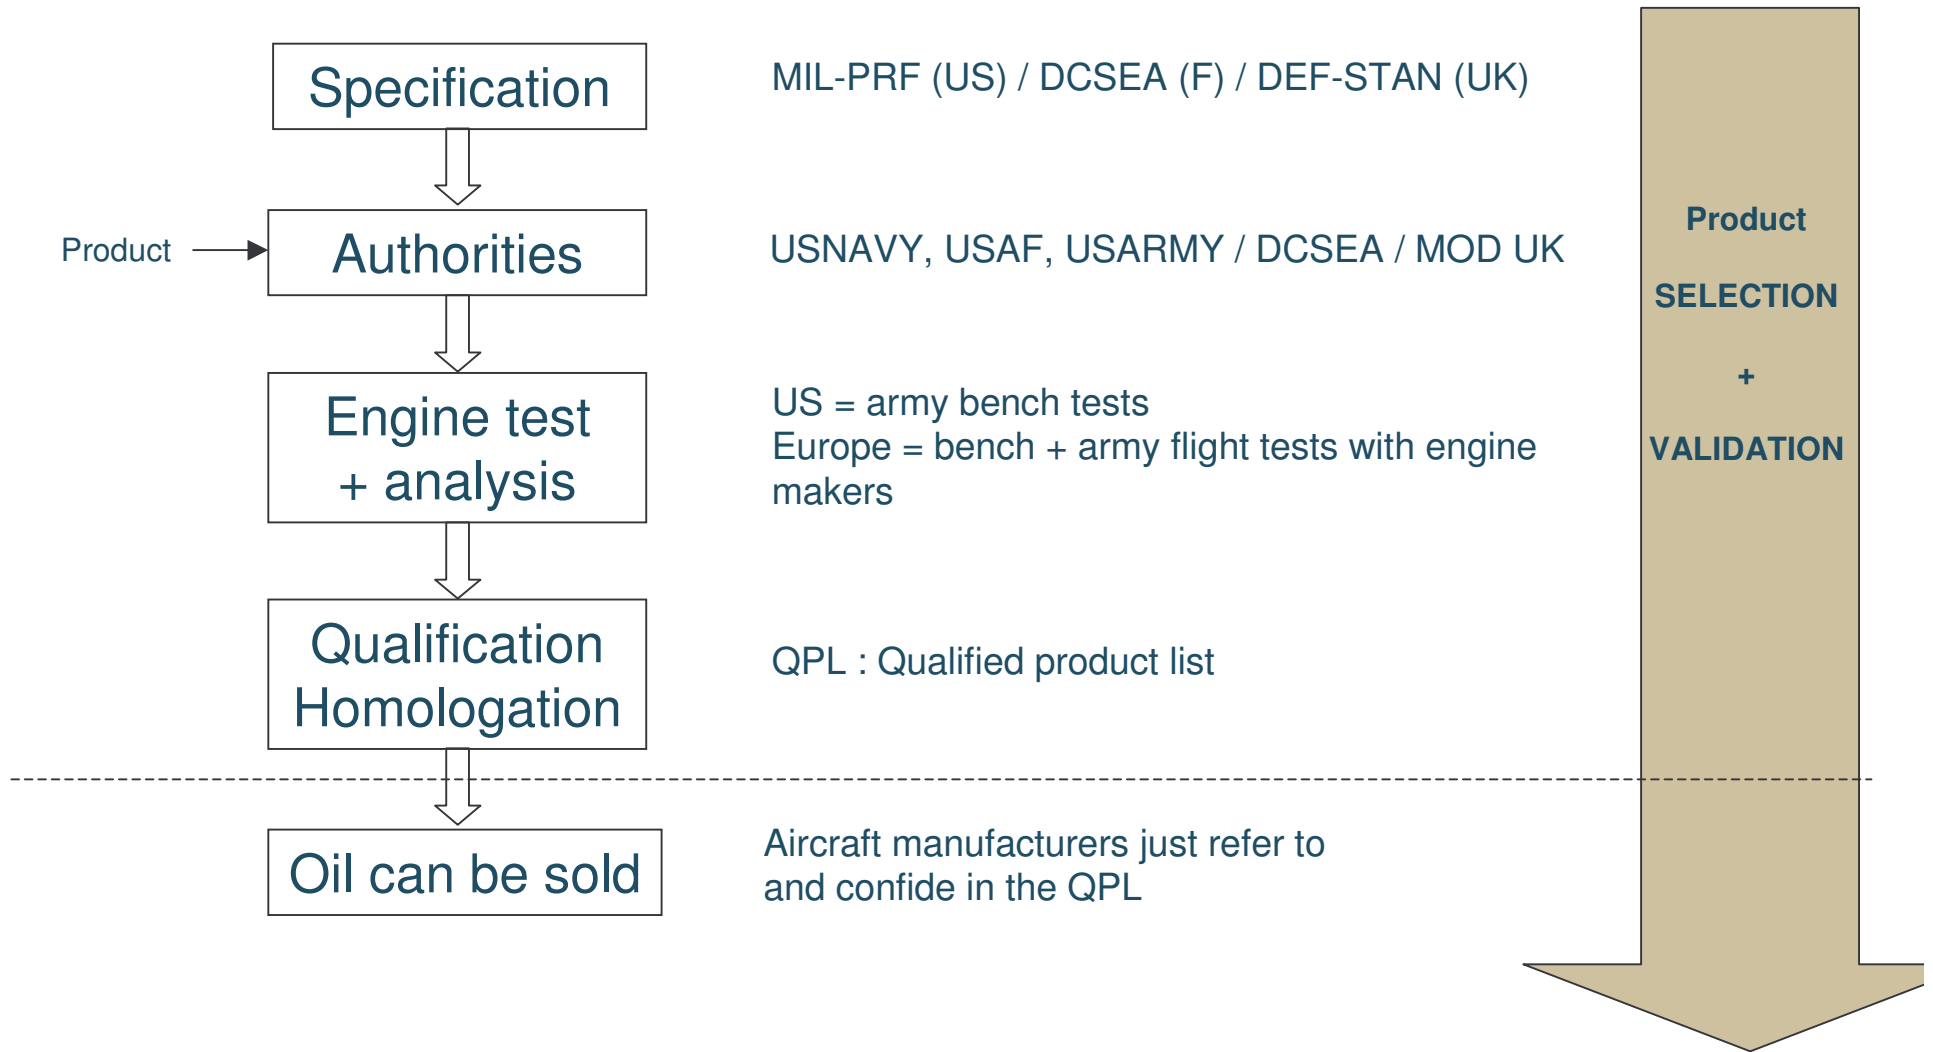 Specification
MIL-PRF (US) / DCSEA (F) / DEF-STAN (UK)
Product
Authorities
USNAVY, USAF, USARMY / DCSEA / MOD UK
Engine test
+ analysis
US = army bench tests
Europe = bench + army flight tests with engine
makers
Qualification
Homologation
QPL : Qualified product list
Oil can be sold
Aircraft manufacturers just refer to
and confide in the QPL
Product
SELECTION
+
VALIDATION